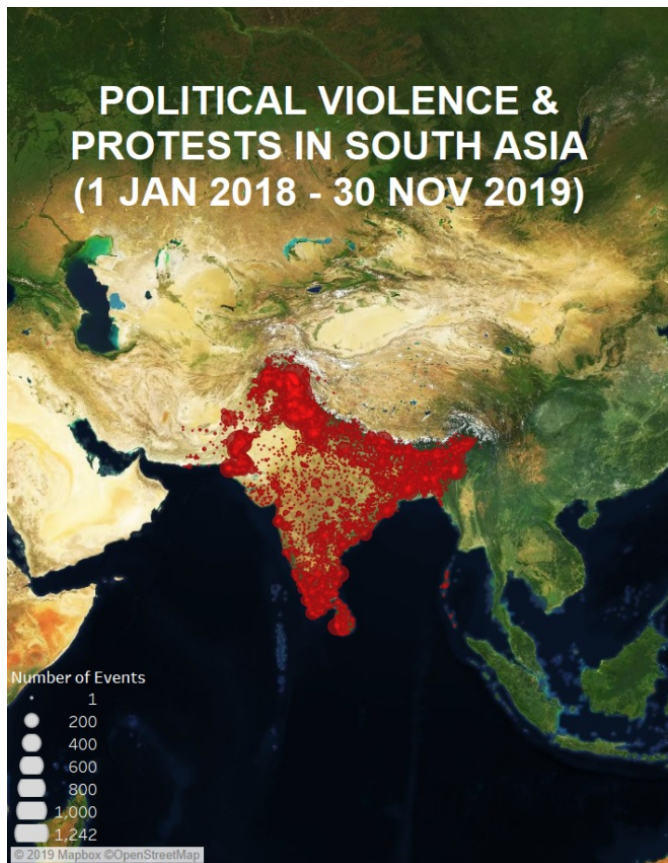 POLITICAL VIOLENCE &
PROTESTS IN SOUTH ASIA
(1 JAN 2018 - 30 NOV 2019)
Number of Events
1
200
400
600
800
1,000
1,242
© 2019 Mapbox ©OpenStreetMap